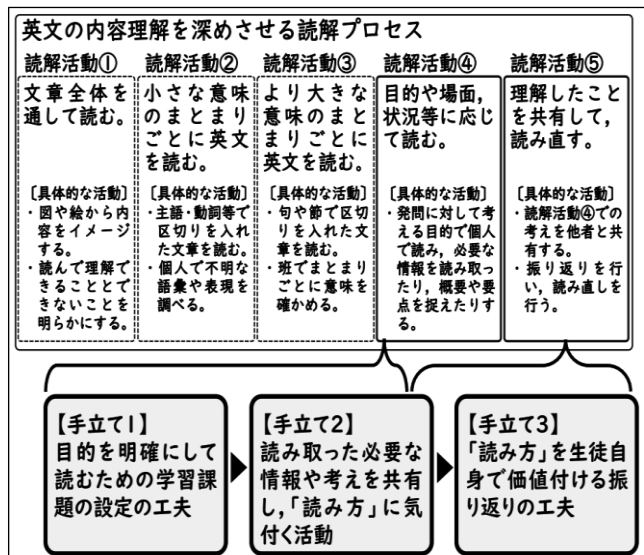 英文の内容理解を深めさせる読解プロセス
読解活動①
文章全体を
通して読む。
〔具体的な活動〕
・図や絵から内
容をイメージ
する。
・読んで理解で
きることとで
きないことを
明らかにする。
読解活動②
小さな意味
のまとまり
ごとに英文
を読む。
〔具体的な活動〕
・主語・動詞等で
区切りを入れ
た文章を読む。
・個人で不明な
語彙や表現を
調べる。
読解活動③
より大きな
意味のまと
まりごとに
英文を読む。
〔具体的な活動〕
・句や節で区切
りを入れた文
章を読む。
・班でまとまり
ごとに意味を
確かめる。
読解活動④
目的や場面，
状況等に応じ
て読む。
〔具体的な活動〕
・発問に対して考
える目的で個
人で読み，必要な
情報を読み取っ
たり，概要や要
点を捉えたりす
る。
読解活動⑤
理解したこと
を共有して，
読み直す。
〔具体的な活動〕
・読解活動④での
考えを他者と共
有する。
・振り返りを行
い，読み直しを
行う。
【手立て1】
目的を明確にして
読むための学習課
題の設定の工夫
【手立て2】
読み取った必要な
情報や考えを共有
し，「読み方」に気
付く活動
【手立て3】
「読み方」を生徒自
身で価値付ける振
り返りの工夫